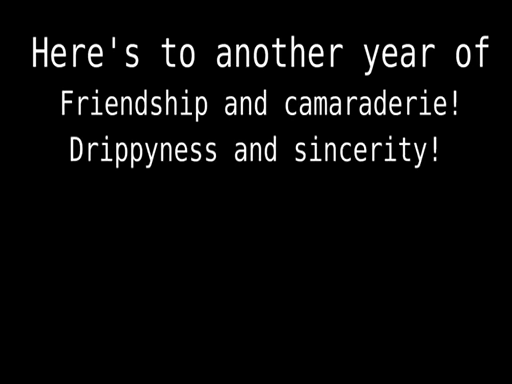 Here's to another year of
Friendship and camaraderie!
Drippyness and sincerity!